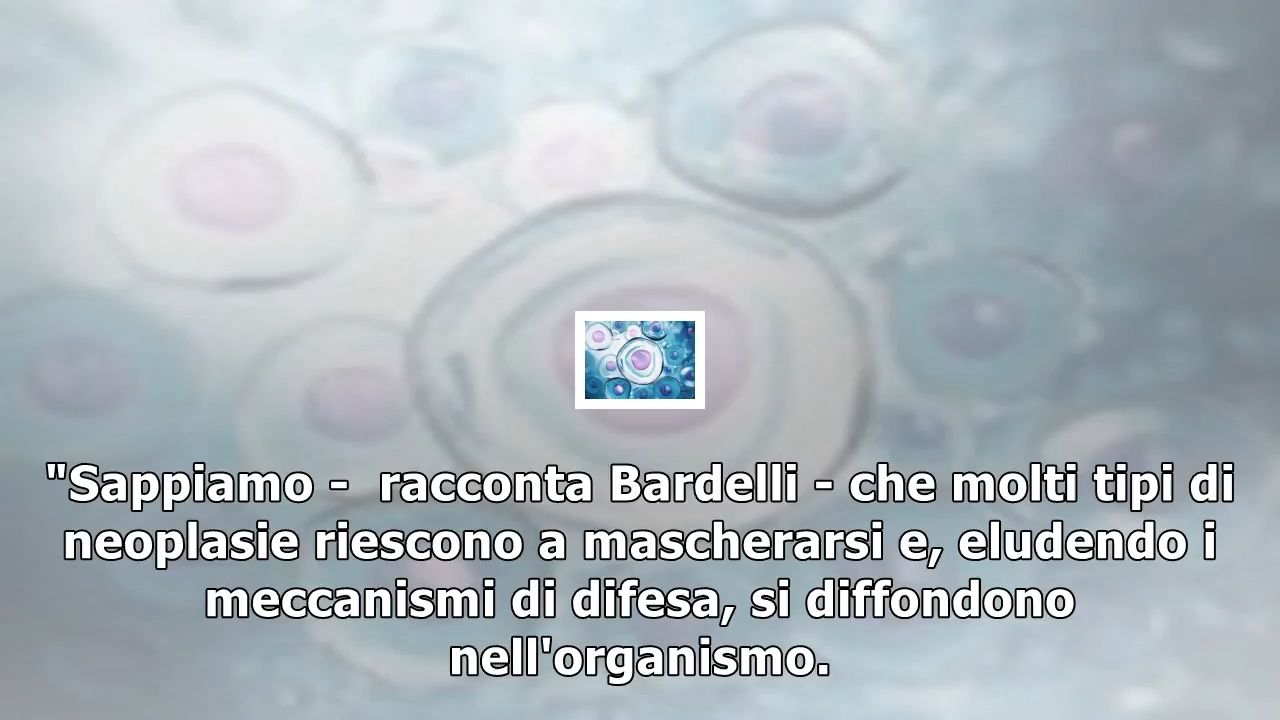 "Sappiamo -  racconta Bardelli - che molti tipi di
neoplasie riescono a mascherarsi e, eludendo i
meccanismi di difesa, si diffondono
nell'organismo.